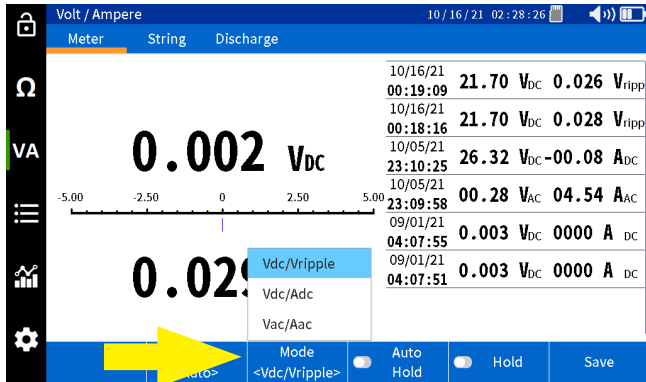 Volt / Ampere
10/16/21 02:28:26
Meter String Discharge
Ω
VA
0.002 VDC
-5.00 -2.50 0 2.50 5.00
0.029
10/16/21
00:19:09 21.70 VDC 0.026 Vripp
10/16/21
00:18:16 21.70 VDC 0.028 Vripp
10/05/21
23:10:25 26.32 VDC -00.08 ADC
10/05/21
23:09:58 00.28 VAC 04.54 AAC
09/01/21
04:07:55 0.003 VDC 0000 A DC
09/01/21
04:07:51 0.003 VDC 0000 A DC
Vdc/Vripple
Vdc/Adc
Vac/Aac
Mode
<Vdc/Vripple>
Auto
Hold
Hold
Save